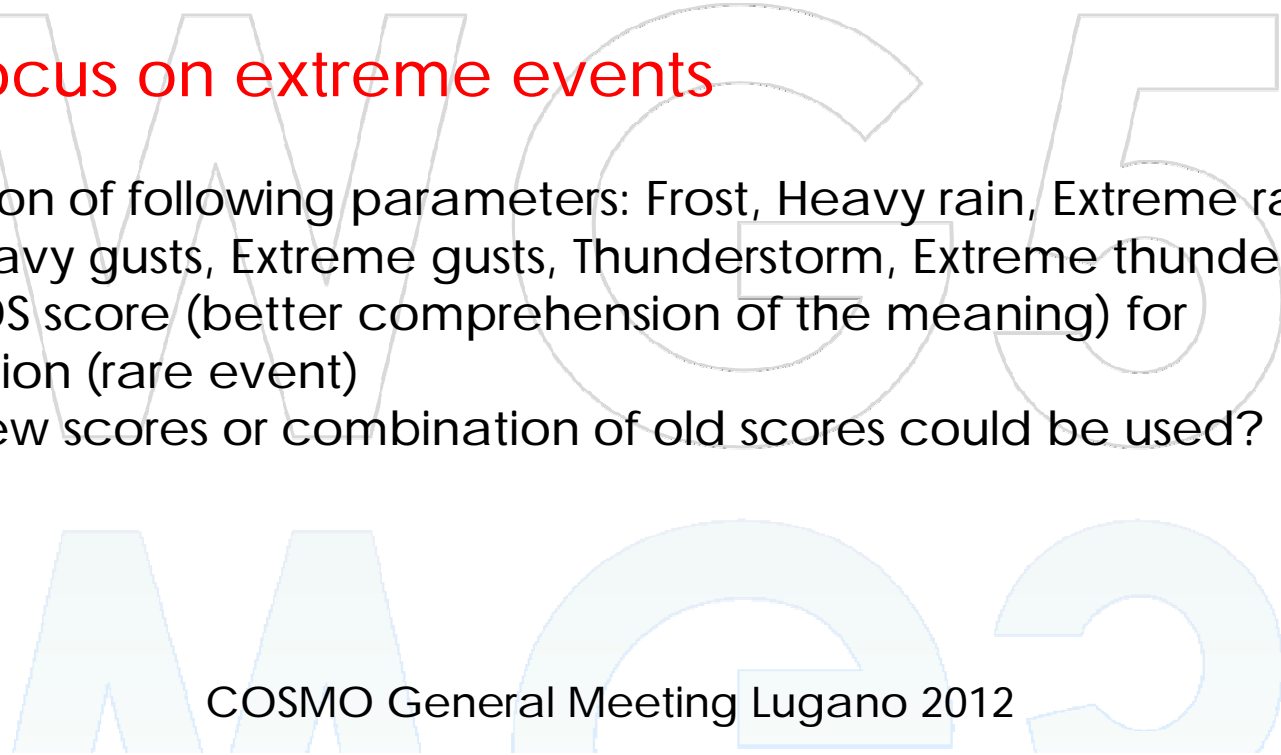 ocus on extreme events
WG5
on of following parameters: Frost, Heavy rain, Extreme ra
avy gusts, Extreme gusts, Thunderstorm, Extreme thunde
S score (better comprehension of the meaning) for
ion (rare event)
ew scores or combination of old scores could be used?
COSMO General Meeting Lugano 2012